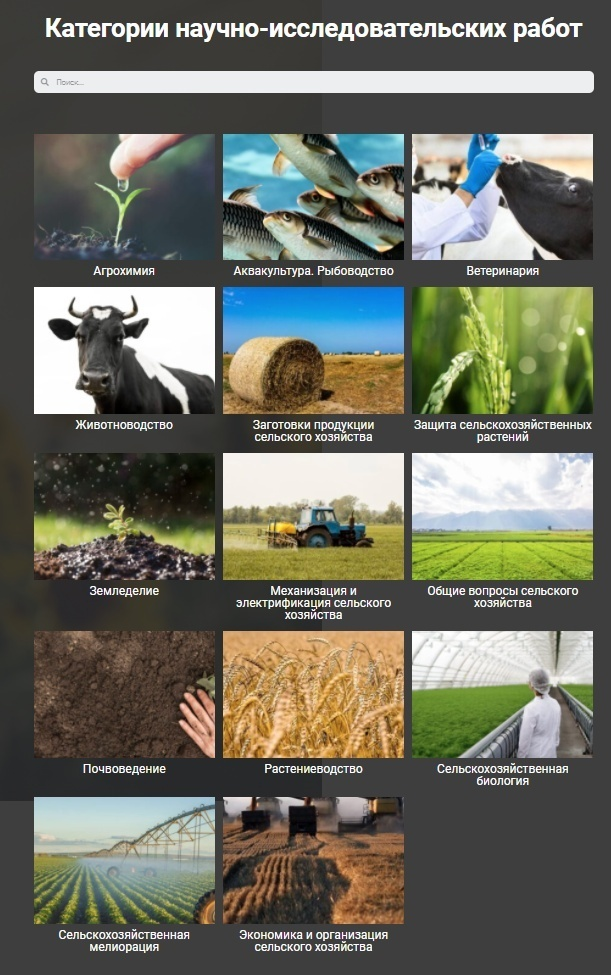 Категории научно-исследовательских работ
Поиск...
Агрохимия
Аквакультура. Рыбоводство
Ветеринария
Животноводство
Заготовки продукции
сельского хозяйства
Защита сельскохозяйственных
растений
Земледелие
Механизация и
электрификация сельского
хозяйства
Общие вопросы сельского
хозяйства
Почвоведение
Растениеводство
Сельскохозяйственная
биология
Сельскохозяйственная
мелиорация
Экономика и организация
сельского хозяйства